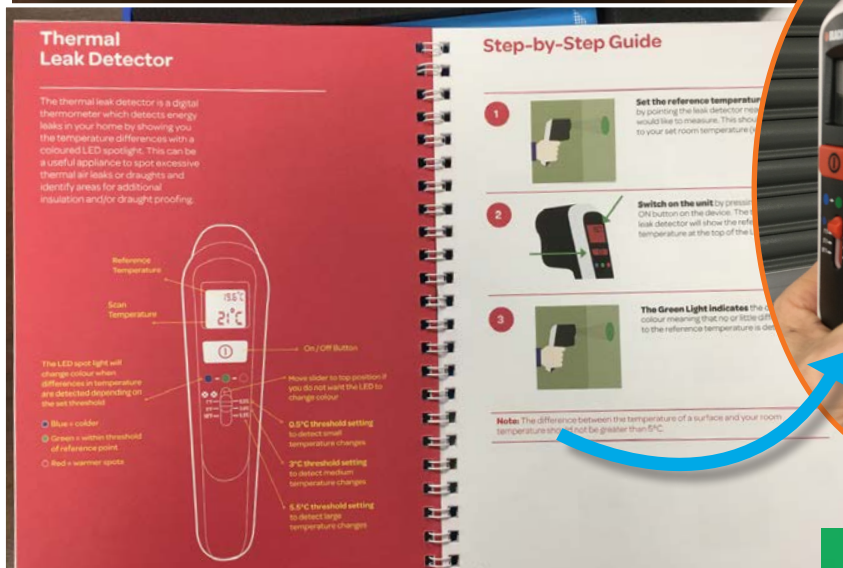 Thermal
Leak Detector
The thermal leak detector is a digital
thermometer which detects energy
leaks in your home by showing you
the temperature differences with a
coloured LED spotlight. This can be
a useful appliance to spot excessive
thermal air leaks or draughts and
identify areas for additional
insulation and/or draught proofing.
Reference
Temperature
Scan
Temperature
19.6°C
21°C
On / Off Button
The LED spot light will
change colour when
differences in temperature
are detected depending on
the set threshold
Blue = colder
Green = within threshold
of reference point
Red = warmer spots
Move slider to top position if
you do not want the LED to
change colour
0.5°C threshold setting
to detect small
temperature changes
3°C threshold setting
to detect medium
temperature changes
5.5°C threshold setting
to detect large
temperature changes
Step-by-Step Guide
1
Set the reference temperature
by pointing the leak detector
would like to measure. This
to your set room temperature
2
Switch on the unit by pressing
ON button on the device. The
leak detector will show the
temperature at the top of the
3
The Green Light indicates the
colour meaning that no or little
to the reference temperature is
Note: The difference between the temperature of a surface and your room
temperature should not be greater than 5°C